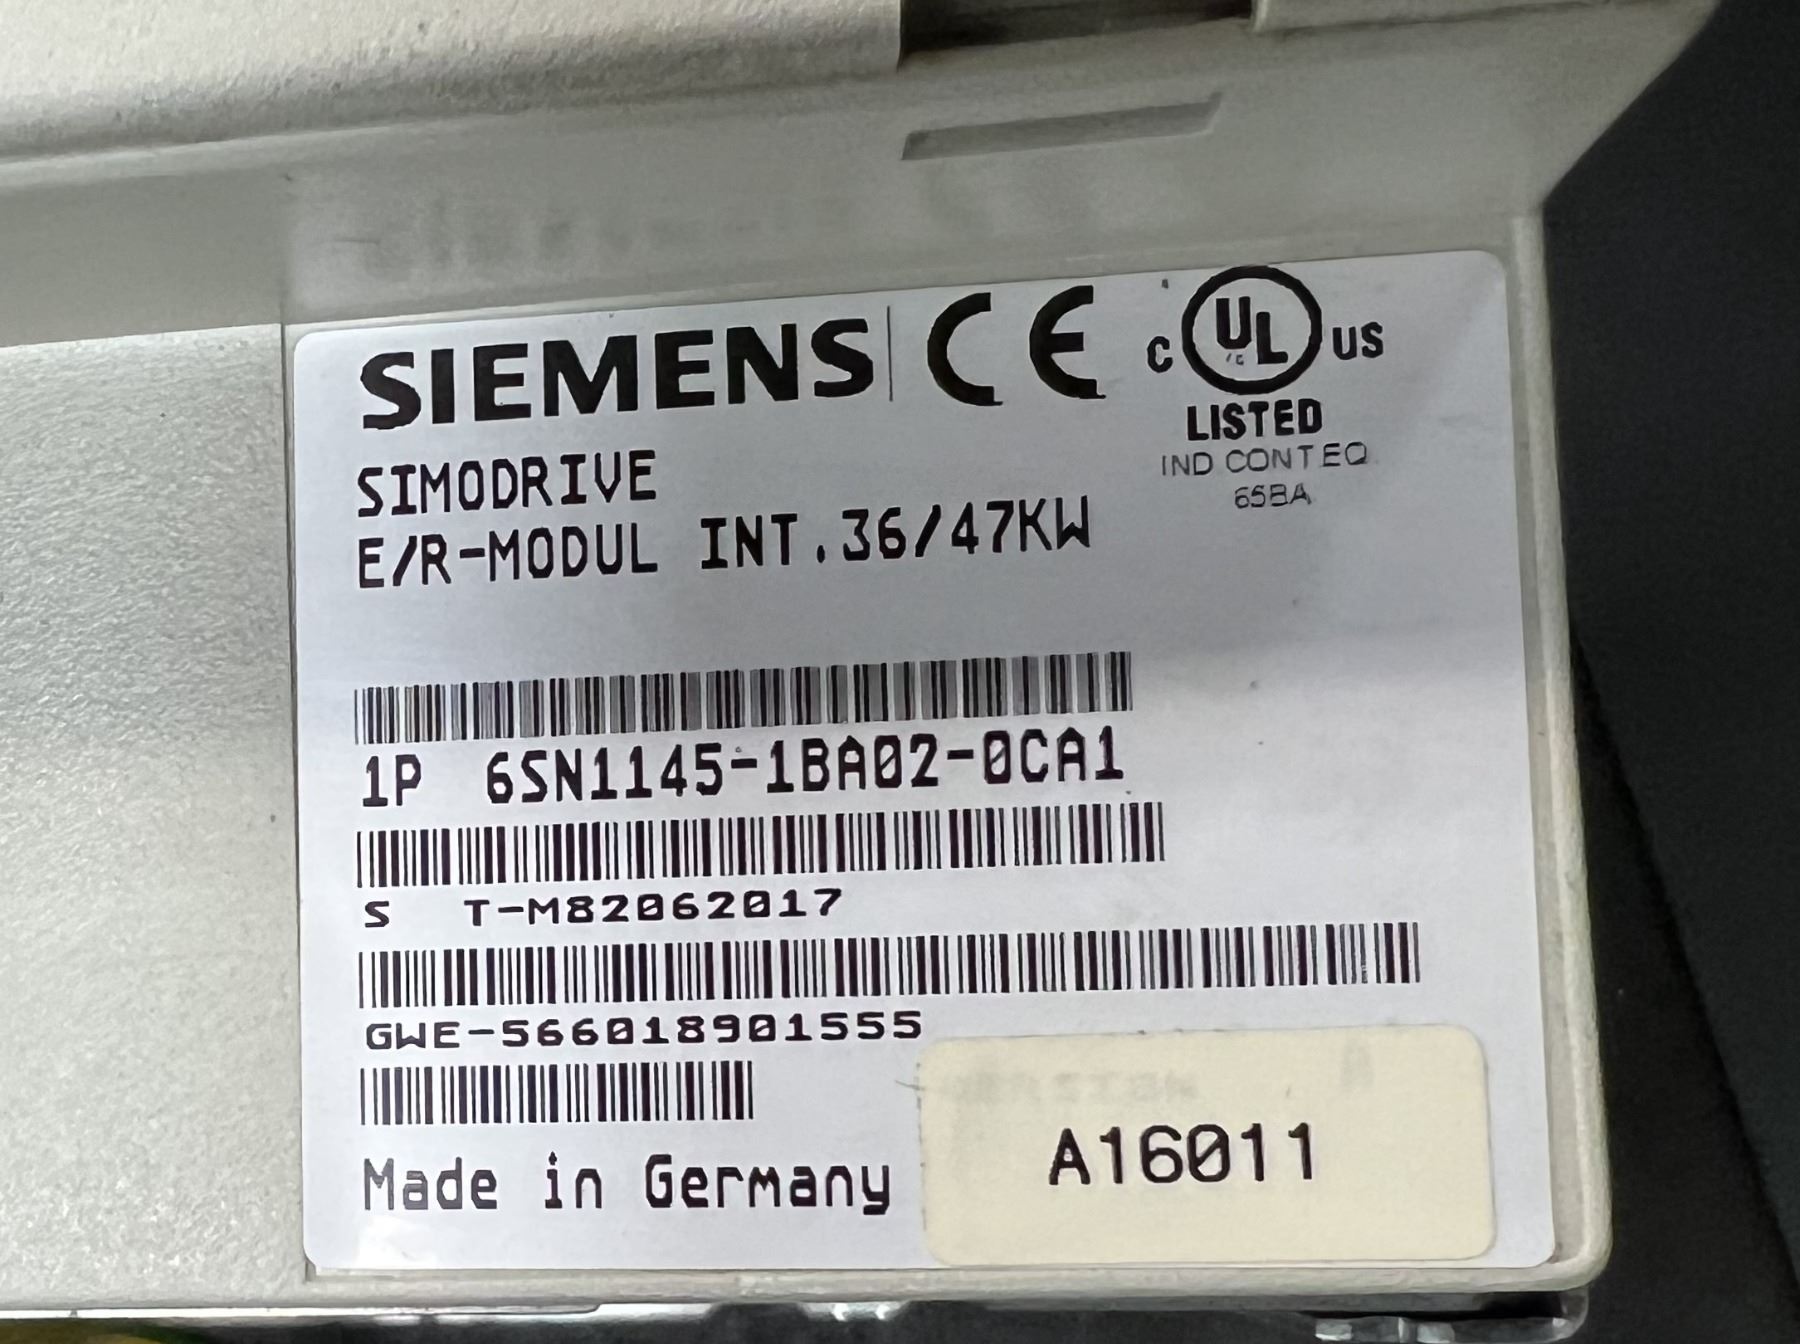 SIEMENS CE
C UL US
LISTED
IND CONT EQ
65BA
SIMODRIVE
E/R-MODUL INT.36/47KW
1P 6SN1145-1BA02-0CA1
S T-M82062017
GWE-566018901555
A16011
Made in Germany